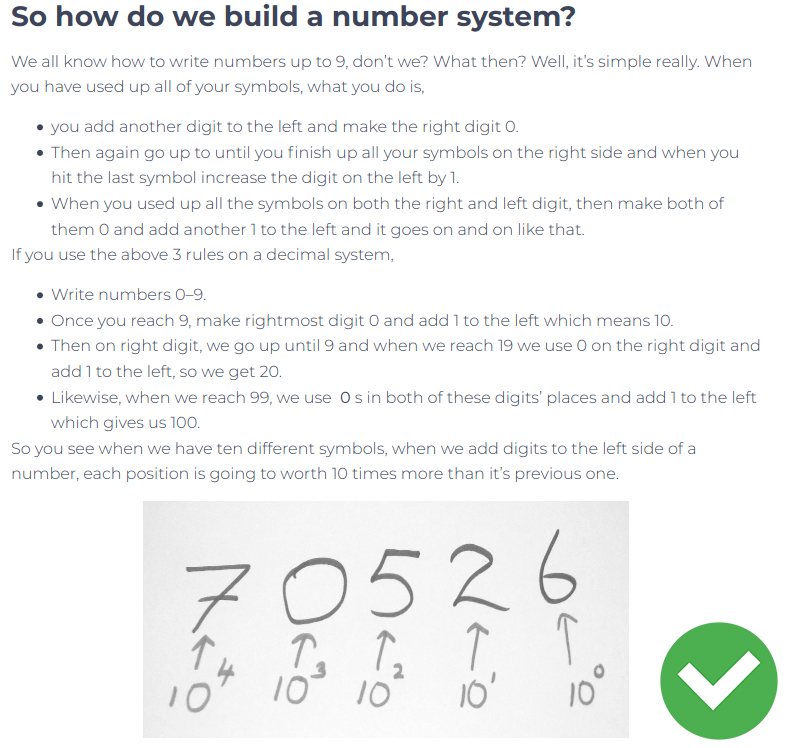 So how do we build a number system?
We all know how to write numbers up to 9, don't we? What then? Well, it's simple really. When
you have used up all of your symbols, what you do is,
• you add another digit to the left and make the right digit 0.
• Then again go up to until you finish up all your symbols on the right side and when you
hit the last symbol increase the digit on the left by 1.
• When you used up all the symbols on both the right and left digit, then make both of
them 0 and add another 1 to the left and it goes on and on like that.
If you use the above 3 rules on a decimal system,
• Write numbers 0–9.
• Once you reach 9, make rightmost digit 0 and add 1 to the left which means 10.
• Then on right digit, we go up until 9 and when we reach 19 we use 0 on the right digit and
add 1 to the left, so we get 20.
• Likewise, when we reach 99, we use 0 s in both of these digits' places and add 1 to the left
which gives us 100.
So you see when we have ten different symbols, when we add digits to the left side of a
number, each position is going to worth 10 times more than it's previous one.
7 0 5 2 6
↑ ↑ ↑ ↑ ↑
10⁴ 10³ 10² 10¹ 10⁰